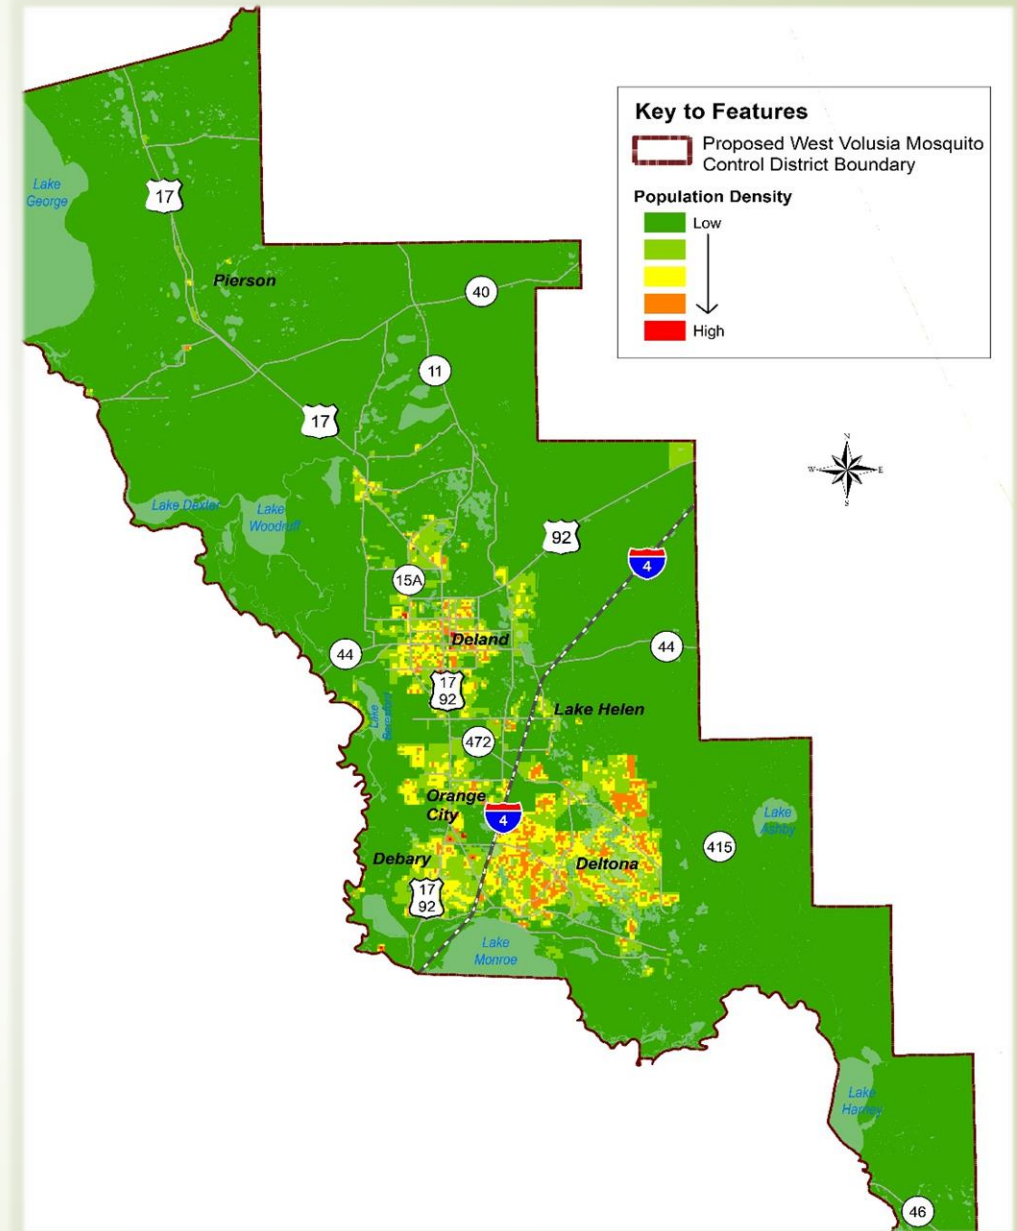 Key to Features
Proposed West Volusia Mosquito
Control District Boundary
Population Density
Low
High
N
W
E
S
Lake
George
17
Pierson
40
11
17
Lake Dexter
Lake
Woodruff
92
4
15A
Deland
44
44
17
92
Lake
Beresford
Lake Helen
472
Orange
City
4
Lake
Ashby
415
Debary
Deltona
17
92
Lake
Monroe
Lake
Harney
46